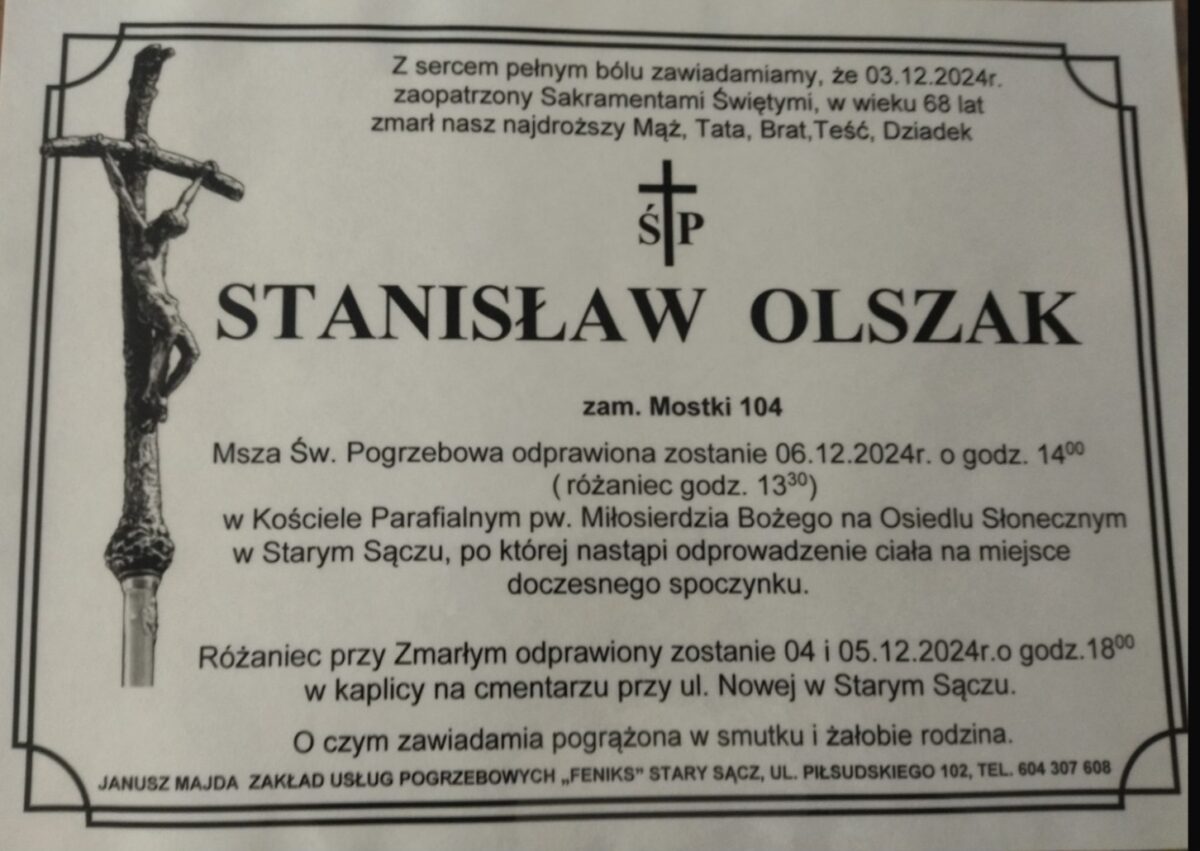 Z sercem pełnym bólu zawiadamiamy, że 03.12.2024r.
zaopatrzony Sakramentami Świętymi, w wieku 68 lat
zmarł nasz najdroższy Mąż, Tata, Brat,Teść, Dziadek
Ś P
STANISŁAW OLSZAK
zam. Mostki 104
Msza Św. Pogrzebowa odprawiona zostanie 06.12.2024r. o godz. 14⁰⁰
( różaniec godz. 13³⁰)
w Kościele Parafialnym pw. Miłosierdzia Bożego na Osiedlu Słonecznym
w Starym Sączu, po której nastąpi odprowadzenie ciała na miejsce
doczesnego spoczynku.
Różaniec przy Zmarłym odprawiony zostanie 04 i 05.12.2024r.o godz.18⁰⁰
w kaplicy na cmentarzu przy ul. Nowej w Starym Sączu.
O czym zawiadamia pogrążona w smutku i żałobie rodzina.
JANUSZ MAJDA ZAKŁAD USŁUG POGRZEBOWYCH „FENIKS” STARY SĄCZ, UL. PIŁSUDSKIEGO 102, TEL. 604 307 608